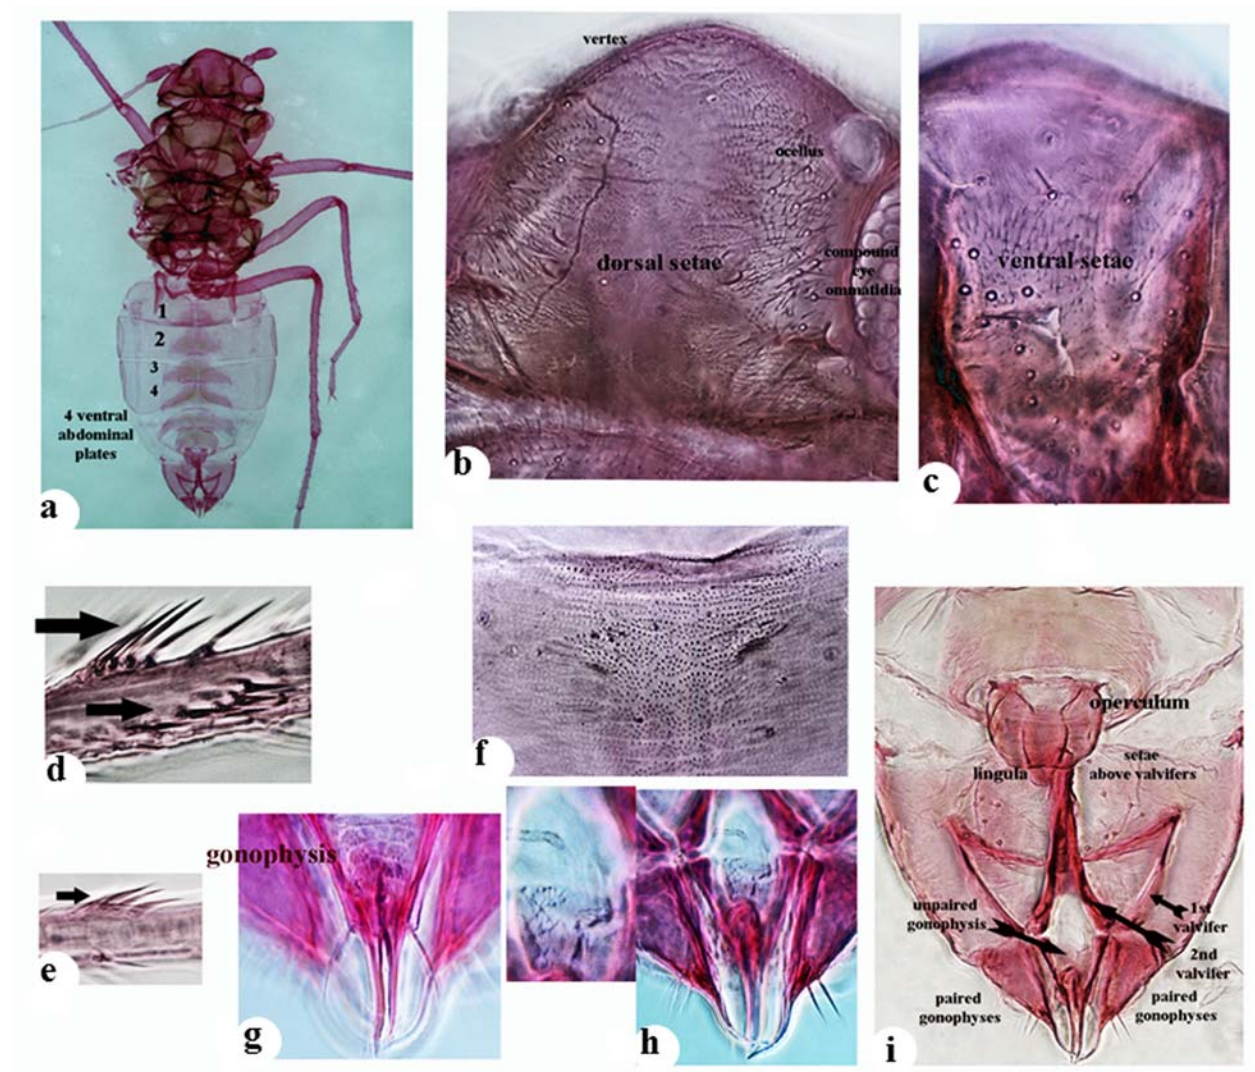 1
2
3
4
4 ventral
abdominal
plates
a
vertex
ocellus
dorsal setae
compound
eye
ommatidia
b
ventral setae
c
d
e
f
gonophysis
g
h
operculum
lingula
setae
above valvifers
unpaired
gonophysis
1st
valvifer
2nd
valvifer
paired
gonophyses
paired
gonophyses
i